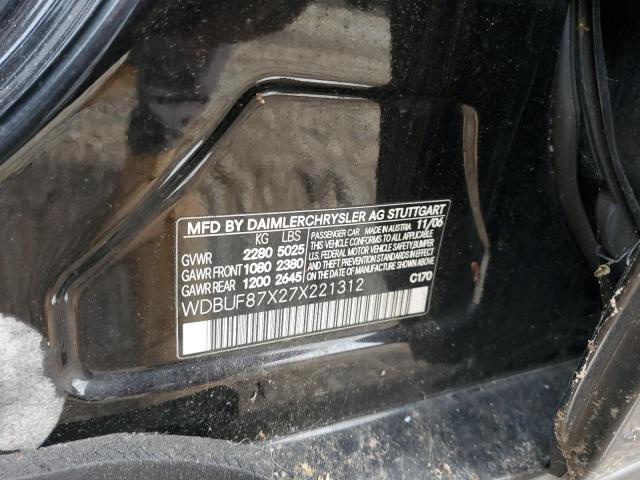 MFD BY DAIMLERCHRYSLER AG STUTTGART
KG LBS
GVWR 2280 5025
GAWR FRONT 1080 2380
GAWR REAR 1200 2645
PASSENGER CAR MADE IN AUSTRIA 11/06
THIS VEHICLE CONFORMS TO ALL APPLICABLE
U.S. FEDERAL MOTOR VEHICLE SAFETY, BUMPER
AND THEFT PREVENTION STANDARDS IN EFFECT
ON THE DATE OF MANUFACTURE SHOWN ABOVE.
WDBUF87X27X221312 C170